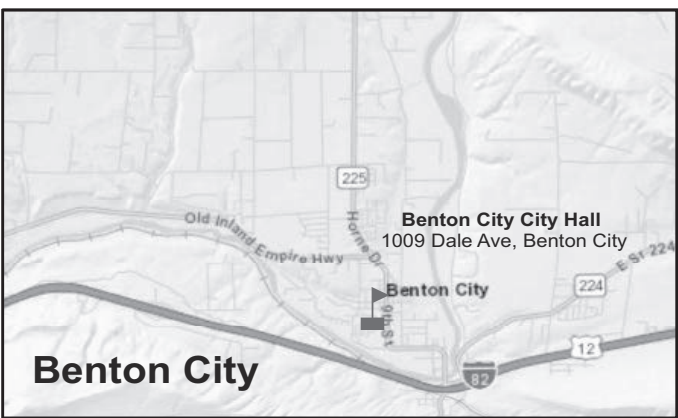 225
Old Inland Empire Hwy
Horne Dr
Benton City City Hall
1009 Dale Ave, Benton City
E SR 224
224
Benton City
9th St
12
82
Benton City